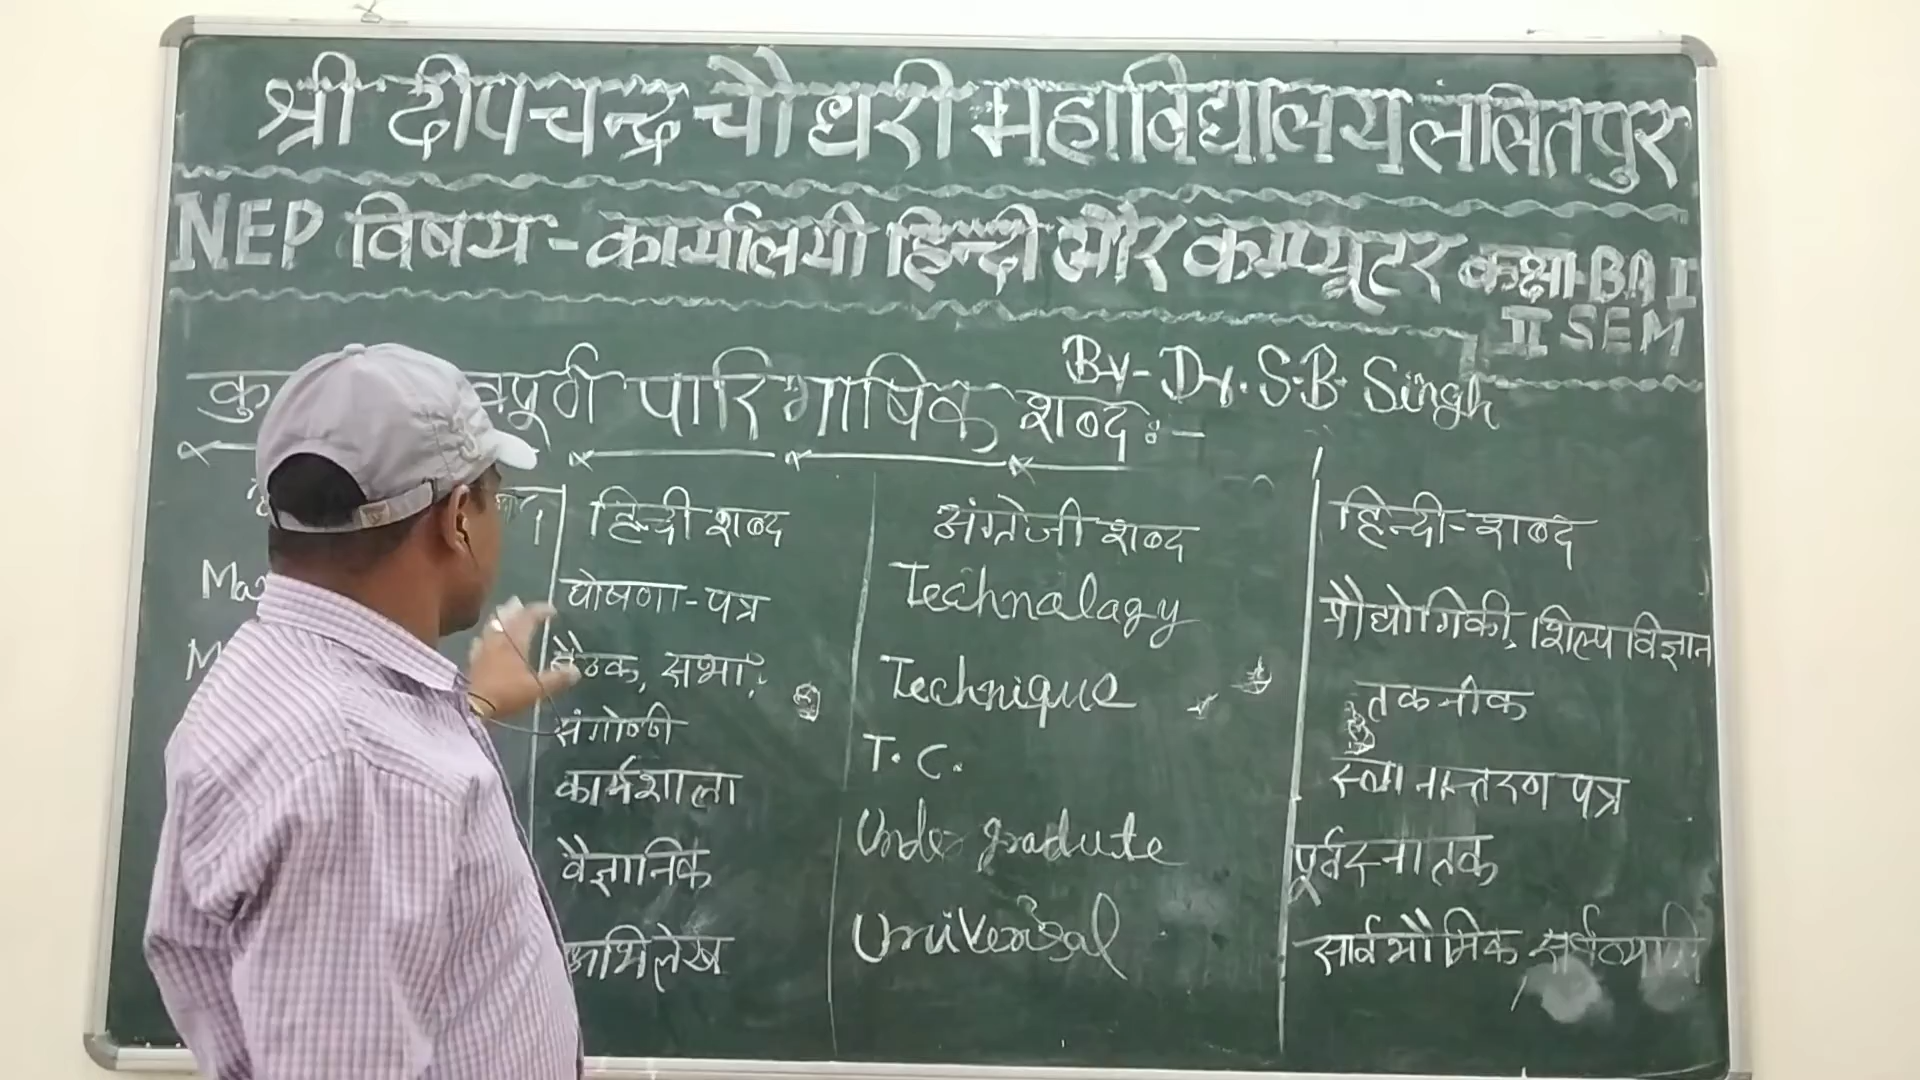 श्री दीपचन्द्र चौधरी महाविद्यालय ललितपुर
NEP विषय - कार्यालयी हिन्दी और कम्प्यूटर कक्षा-BA I
II SEM
By- Dr. S.B. Singh
पारिभाषिक शब्द :-
हिन्दी शब्द
अंग्रेजी शब्द
हिन्दी-शब्द
घोषणा-पत्र
Technalagy
प्रौद्योगिकी, शिल्प विज्ञान
बैठक, सभा,
Technique
तकनीक
संगोष्ठी
T. C.
स्थानान्तरण पत्र
कार्यशाला
Under gradute
पूर्वस्नातक
वैज्ञानिक
Universal
सार्वभौमिक सर्वव्यापी
अभिलेख